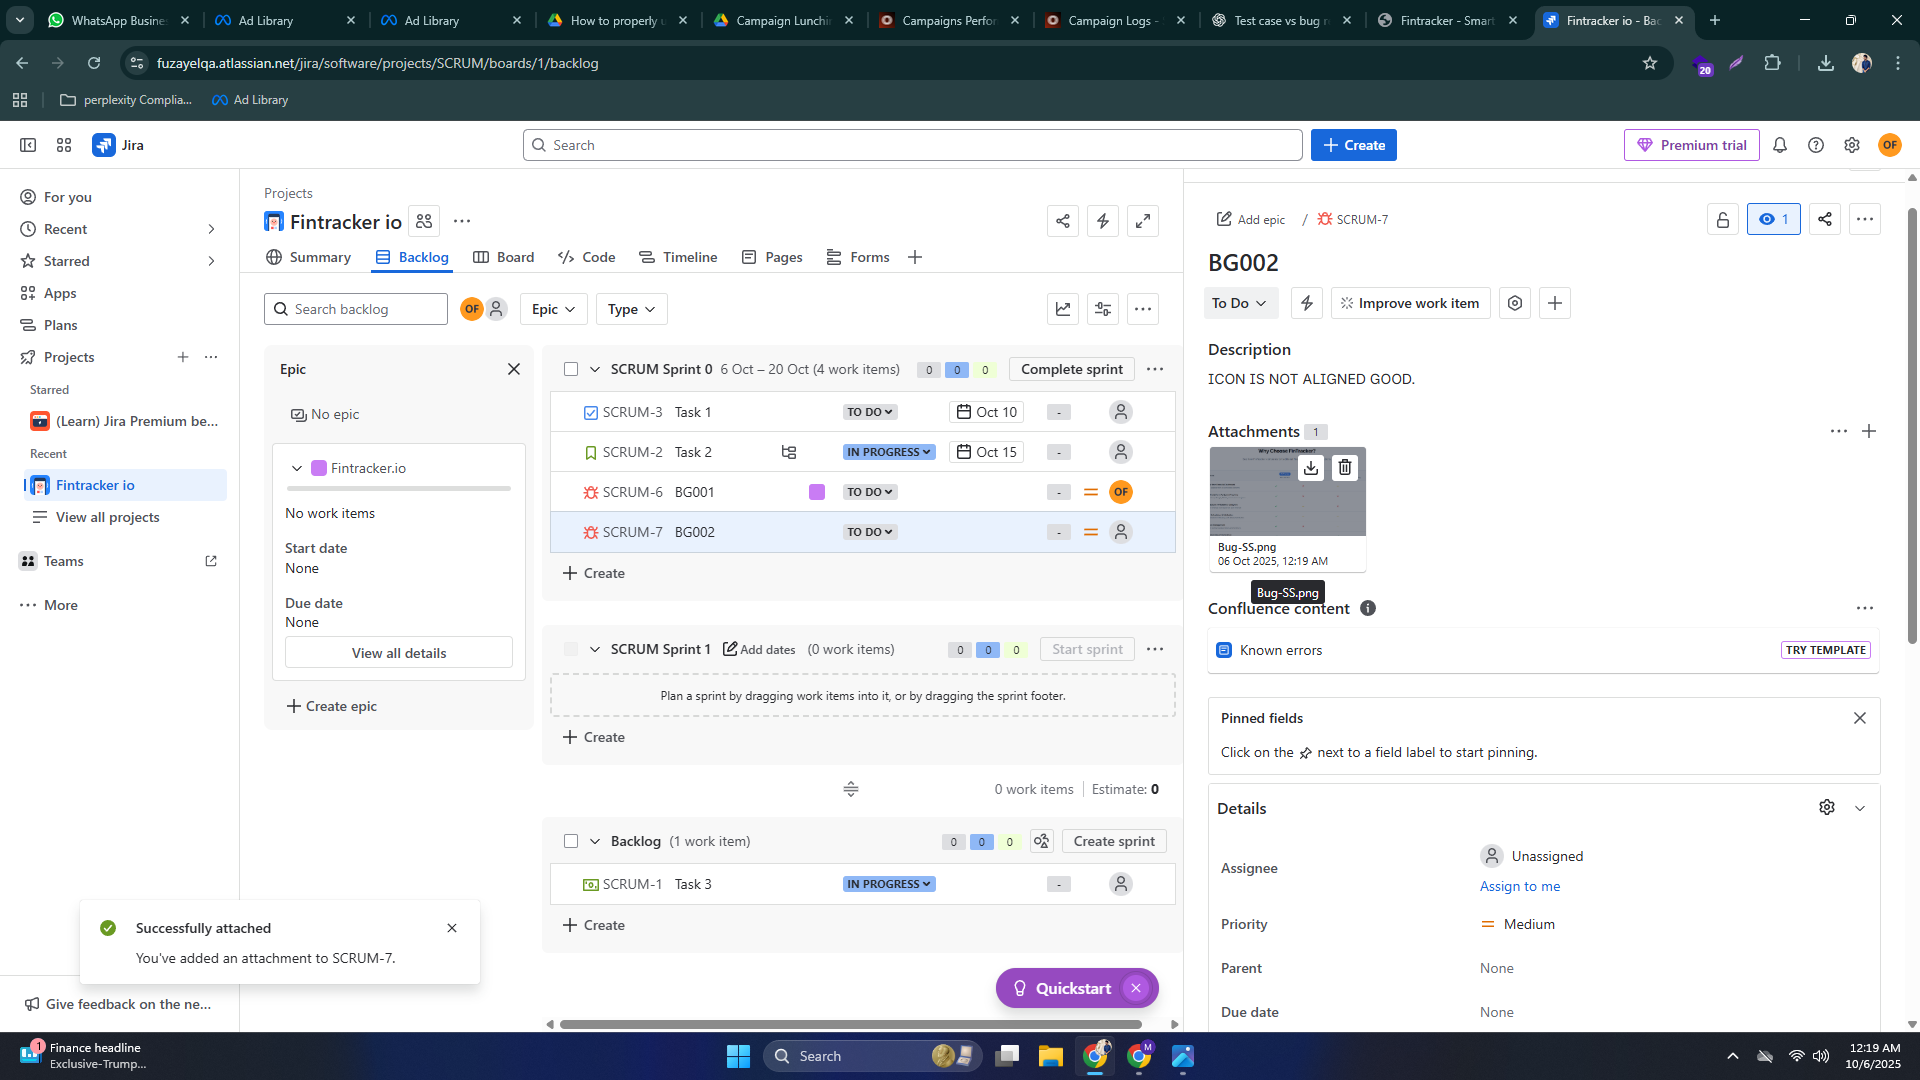 WhatsApp Busines
Ad Library
Ad Library
How to properly u
Campaign Lunchin
Campaigns Perfor
Campaign Logs -
Test case vs bug r
Fintracker - Smart
Fintracker io - Bac
fuzayelqa.atlassian.net/jira/software/projects/SCRUM/boards/1/backlog
20
perplexity Complia...
Ad Library
Jira
Search
Create
Premium trial
OF
For you
Recent
Starred
Apps
Plans
Projects
Starred
(Learn) Jira Premium be...
Recent
Fintracker io
View all projects
Teams
More
Give feedback on the ne...
Projects
Fintracker io
Summary
Backlog
Board
Code
Timeline
Pages
Forms
Search backlog
OF
Epic
Type
Epic
No epic
Fintracker.io
No work items
Start date
None
Due date
None
View all details
Create epic
SCRUM Sprint 0 6 Oct – 20 Oct (4 work items)
0 0 0
Complete sprint
SCRUM-3 Task 1 TO DO Oct 10 -
SCRUM-2 Task 2 IN PROGRESS Oct 15 -
SCRUM-6 BG001 TO DO - OF
SCRUM-7 BG002 TO DO -
Create
SCRUM Sprint 1 Add dates (0 work items)
0 0 0
Start sprint
Plan a sprint by dragging work items into it, or by dragging the sprint footer.
Create
0 work items Estimate: 0
Backlog (1 work item)
0 0 0
Create sprint
SCRUM-1 Task 3 IN PROGRESS -
Create
Quickstart
Successfully attached
You've added an attachment to SCRUM-7.
Add epic / SCRUM-7
1
BG002
To Do
Improve work item
Description
ICON IS NOT ALIGNED GOOD.
Attachments 1
Why Choose FinTracker?
Bug-SS.png
06 Oct 2025, 12:19 AM
Bug-SS.png
Confluence content
Known errors
TRY TEMPLATE
Pinned fields
Click on the next to a field label to start pinning.
Details
Assignee
Unassigned
Assign to me
Priority
Medium
Parent
None
Due date
None
1
Finance headline
Exclusive-Trump...
Search
M
12:19 AM
10/6/2025